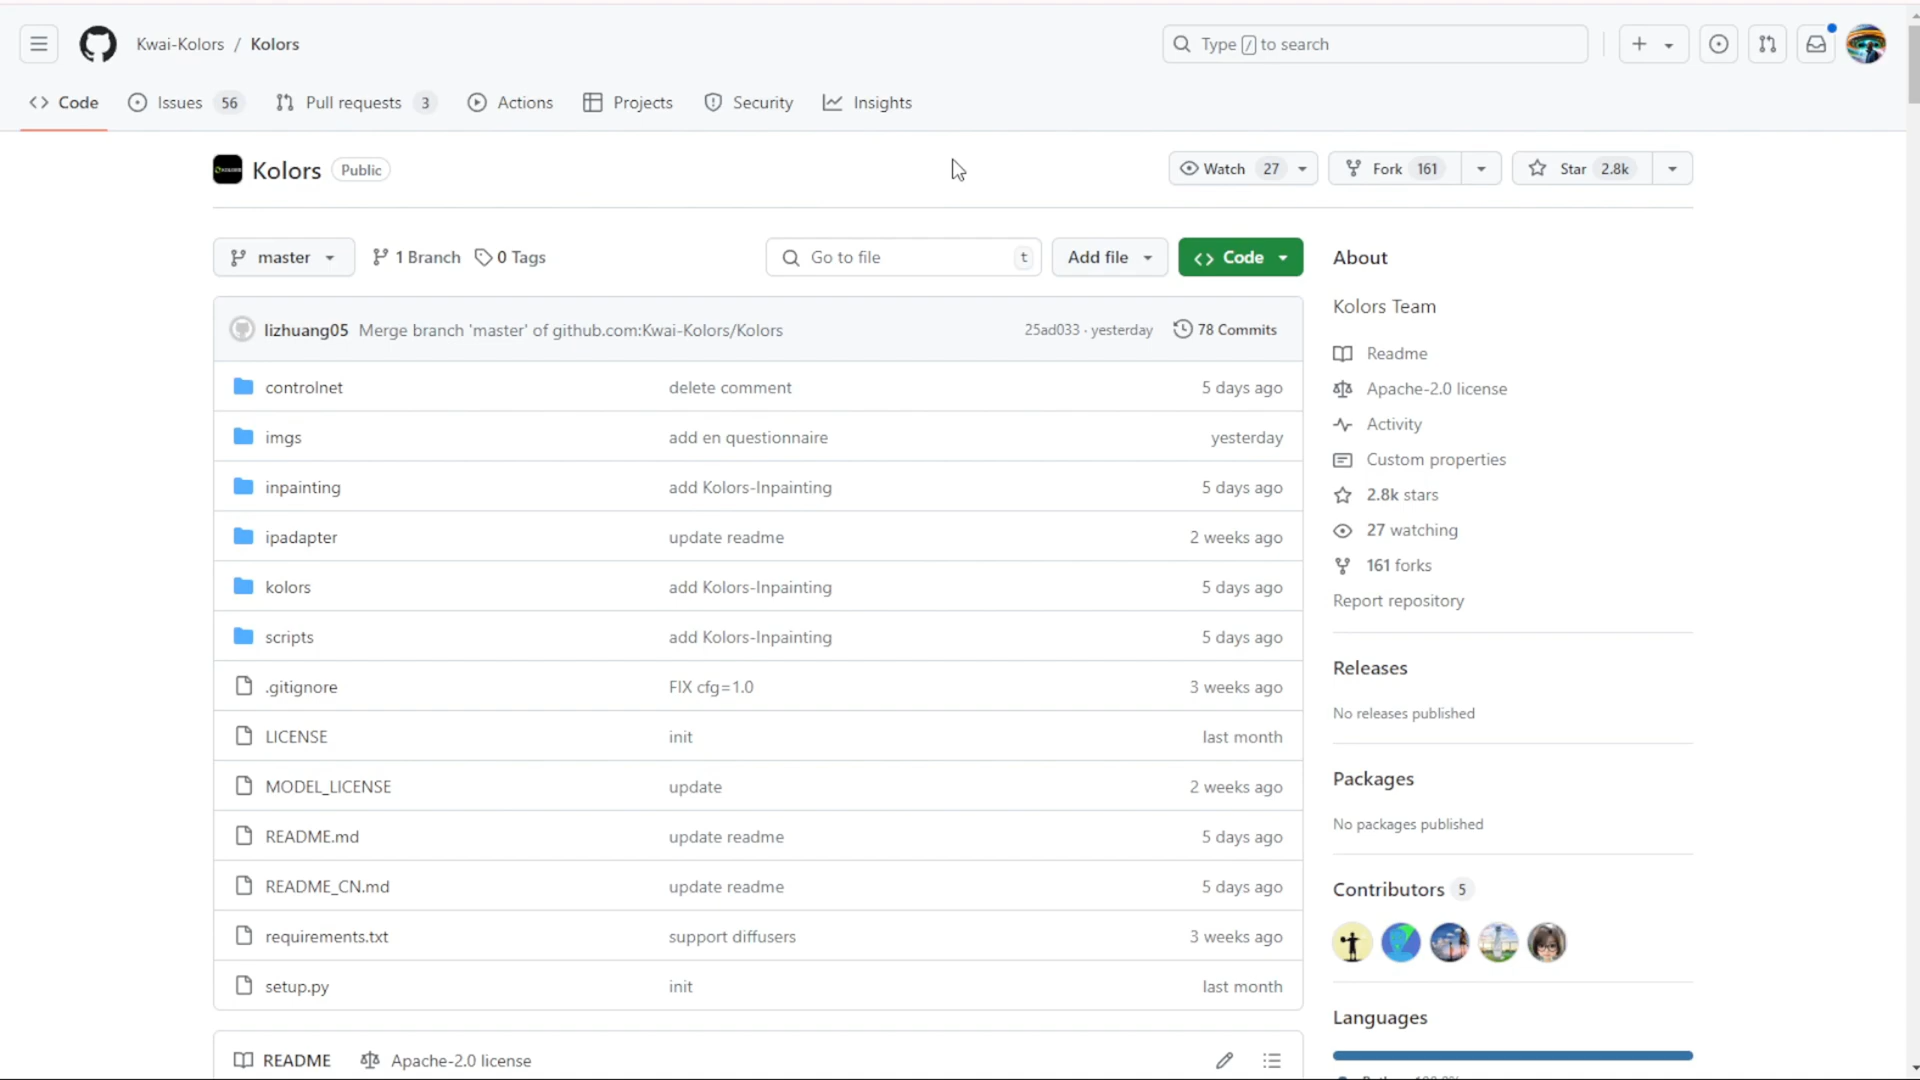 Kwai-Kolors / Kolors
Type / to search
Code Issues 56 Pull requests 3 Actions Projects Security Insights
Kolors Public
Watch 27 Fork 161 Star 2.8k
master 1 Branch 0 Tags
Go to file t Add file Code
lizhuang05 Merge branch 'master' of github.com:Kwai-Kolors/Kolors 25ad033 · yesterday 78 Commits
controlnet delete comment 5 days ago
imgs add en questionnaire yesterday
inpainting add Kolors-Inpainting 5 days ago
ipadapter update readme 2 weeks ago
kolors add Kolors-Inpainting 5 days ago
scripts add Kolors-Inpainting 5 days ago
.gitignore FIX cfg=1.0 3 weeks ago
LICENSE init last month
MODEL_LICENSE update 2 weeks ago
README.md update readme 5 days ago
README_CN.md update readme 5 days ago
requirements.txt support diffusers 3 weeks ago
setup.py init last month
README Apache-2.0 license
About
Kolors Team
Readme
Apache-2.0 license
Activity
Custom properties
2.8k stars
27 watching
161 forks
Report repository
Releases
No releases published
Packages
No packages published
Contributors 5
Languages